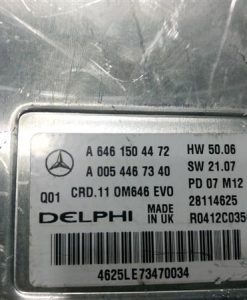 A 646 150 44 72 HW 50.06
A 005 446 73 40 SW 21.07
Q01 CRD.11 OM646 EVO PD 07 M12
DELPHI MADE IN UK 28114625
R0412C035
4625LE73470034